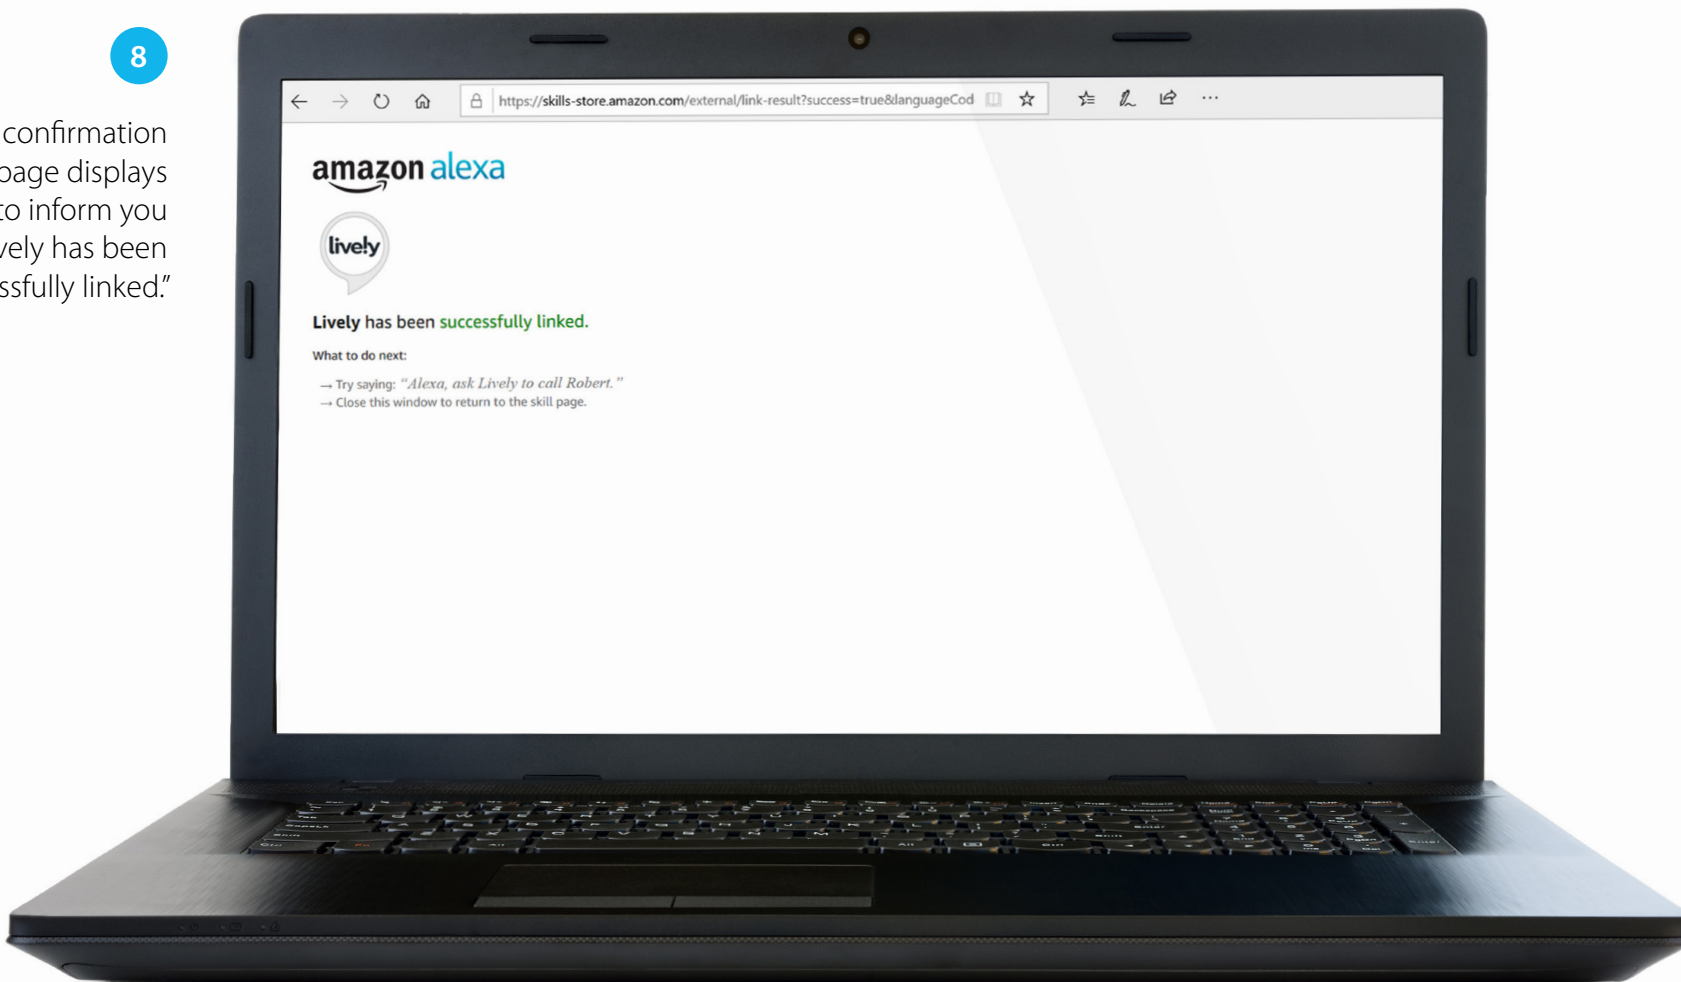 8
confirmation
page displays
to inform you
vely has been
ssfully linked."
https://skills-store.amazon.com/external/link-result?success=true&languageCod
amazon alexa
lively
Lively has been successfully linked.
What to do next:
→ Try saying: "Alexa, ask Lively to call Robert."
→ Close this window to return to the skill page.